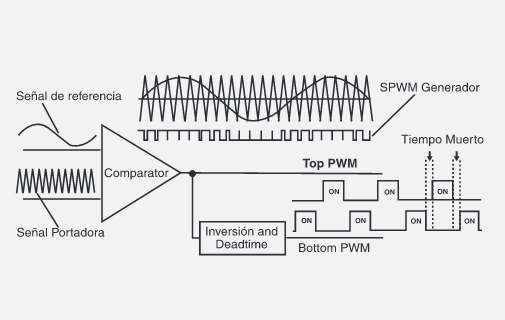 SPWM Generador
Señal de referencia
Tiempo Muerto
Top PWM
Comparator
ON
ON
ON
ON
ON
ON
ON
Señal Portadora
Inversión and
Deadtime
Bottom PWM